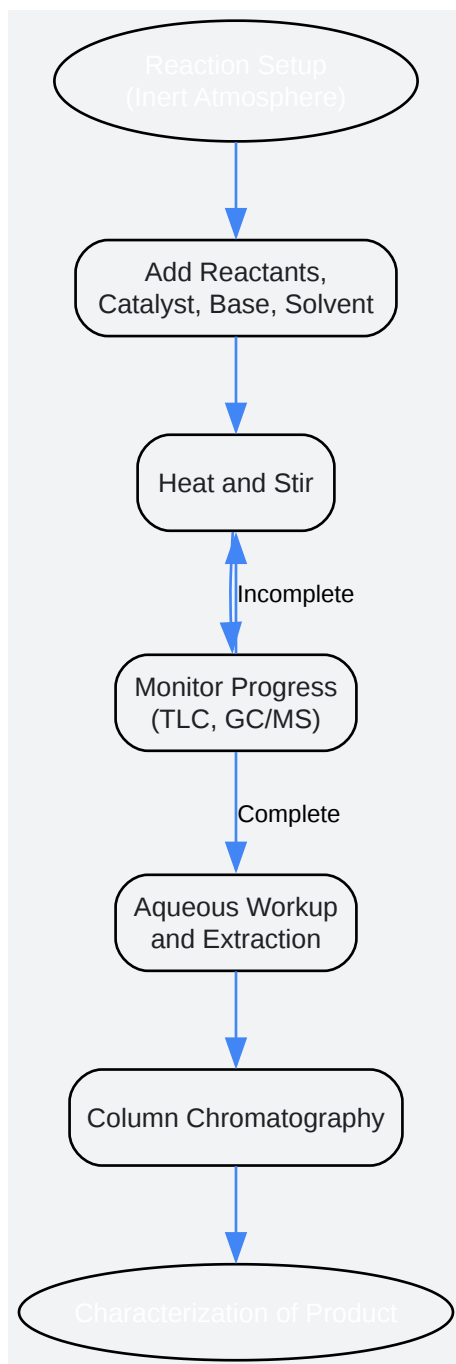 Reaction Setup
(Inert Atmosphere)
Add Reactants,
Catalyst, Base, Solvent
Heat and Stir
Incomplete
Monitor Progress
(TLC, GC/MS)
Complete
Aqueous Workup
and Extraction
Column Chromatography
Characterization of Product